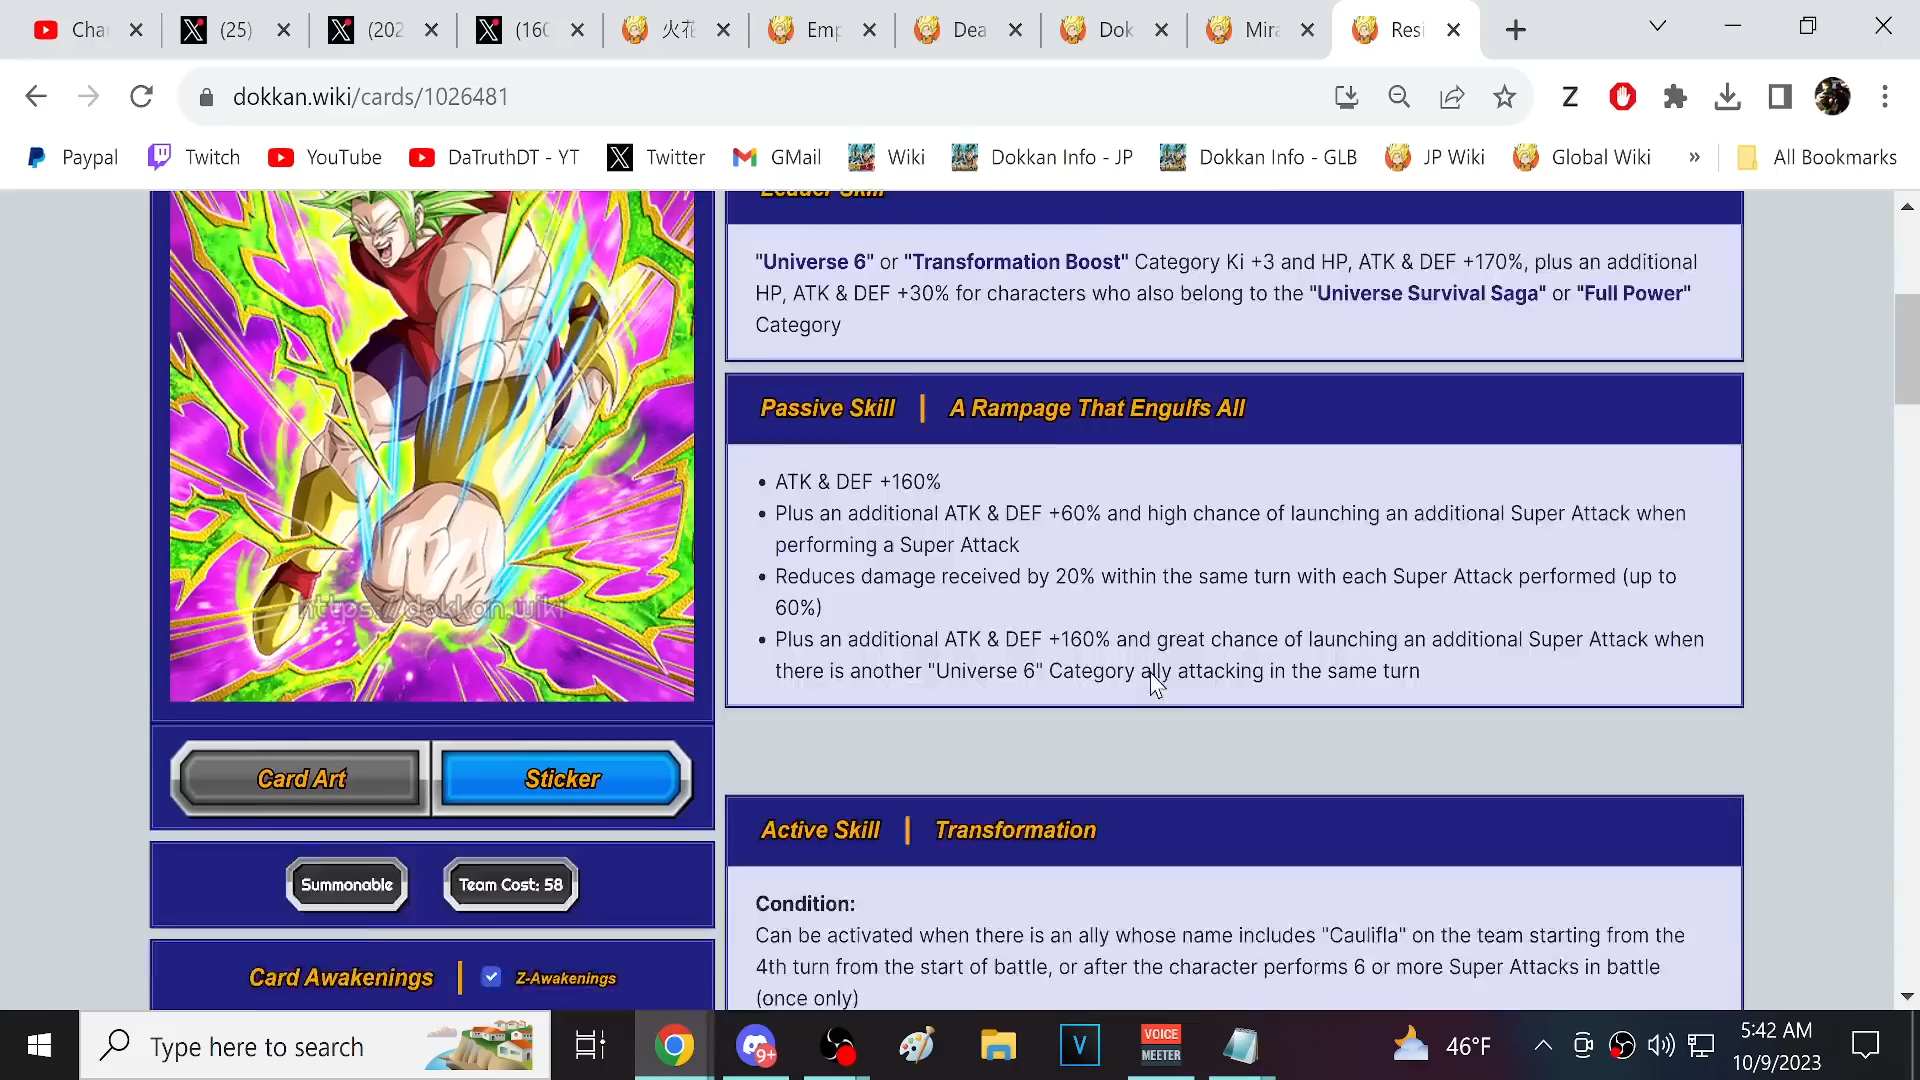 Cha
(25)
(202
(160
火花
Emp
Dea
Dok
Mira
Resi
dokkan.wiki/cards/1026481
Z
Paypal
Twitch
YouTube
DaTruthDT - YT
Twitter
GMail
Wiki
Dokkan Info - JP
Dokkan Info - GLB
JP Wiki
Global Wiki
»
All Bookmarks
Leader Skill
"Universe 6" or "Transformation Boost" Category Ki +3 and HP, ATK & DEF +170%, plus an additional
HP, ATK & DEF +30% for characters who also belong to the "Universe Survival Saga" or "Full Power"
Category
Passive Skill | A Rampage That Engulfs All
• ATK & DEF +160%
• Plus an additional ATK & DEF +60% and high chance of launching an additional Super Attack when
performing a Super Attack
• Reduces damage received by 20% within the same turn with each Super Attack performed (up to
60%)
• Plus an additional ATK & DEF +160% and great chance of launching an additional Super Attack when
there is another "Universe 6" Category ally attacking in the same turn
https://dokkan.wiki
Card Art
Sticker
Summonable
Team Cost: 58
Card Awakenings | Z-Awakenings
Active Skill | Transformation
Condition:
Can be activated when there is an ally whose name includes "Caulifla" on the team starting from the
4th turn from the start of battle, or after the character performs 6 or more Super Attacks in battle
(once only)
Type here to search
9+
V
VOICE
MEETER
46°F
5:42 AM
10/9/2023